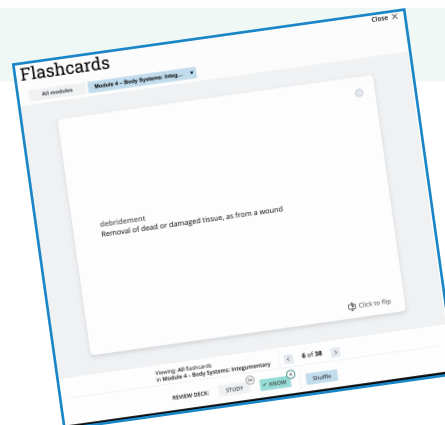 Close ×
Flashcards
All modules
Module 4 – Body Systems: Integ...
debridement
Removal of dead or damaged tissue, as from a wound
Click to flip
Viewing: All flashcards
in Module 4 – Body Systems: Integumentary
6 of 38
REVIEW DECK:
STUDY
✓ KNOW
4
Shuffle